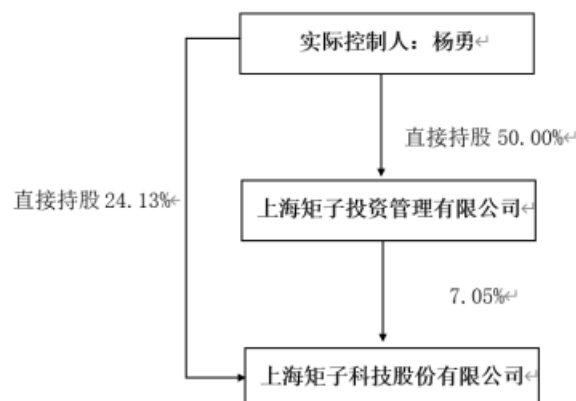 实际控制人：杨勇↵
直接持股 50.00%↵
直接持股 24.13%↵
上海矩子投资管理有限公司↵
7.05%↵
上海矩子科技股份有限公司↵